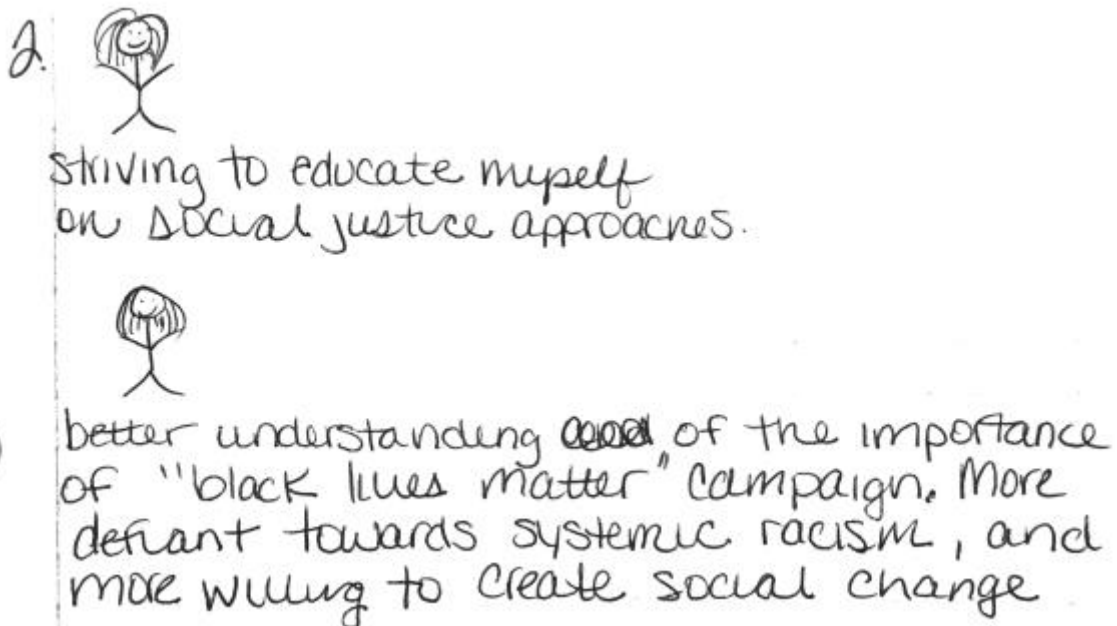 2.
striving to educate myself
on social justice approaches.
better understanding of the importance
of "black lives matter" campaign. More
defiant towards systemic racism, and
more willing to create social change